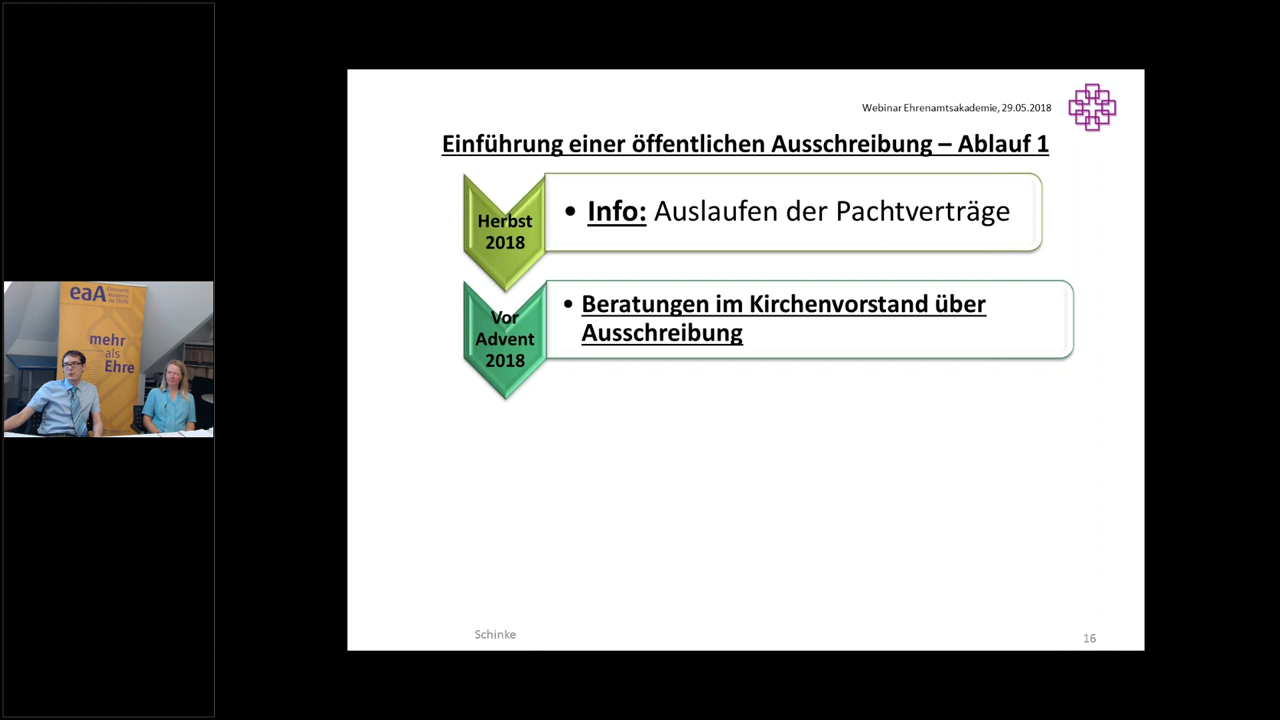 Webinar Ehrenamtsakademie, 29.05.2018
Einführung einer öffentlichen Ausschreibung – Ablauf 1
Herbst
2018
• Info: Auslaufen der Pachtverträge
Vor
Advent
2018
• Beratungen im Kirchenvorstand über
Ausschreibung
Schinke
16
eaA
mehr
als
Ehre